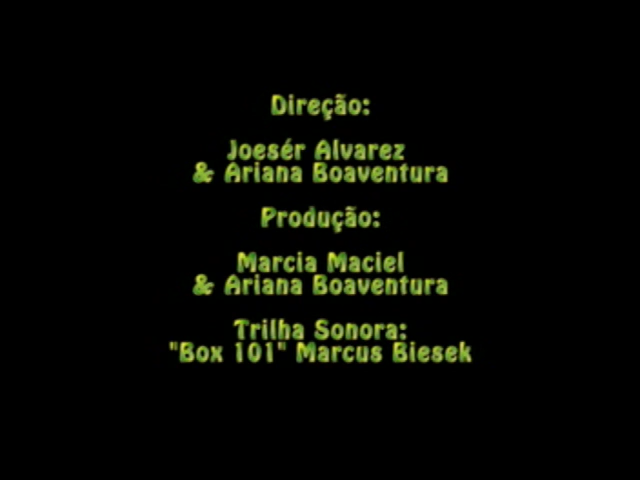 Direção:
Joesér Alvarez
& Ariana Boaventura
Produção:
Marcia Maciel
& Ariana Boaventura
Trilha Sonora:
"Box 101" Marcus Biesek